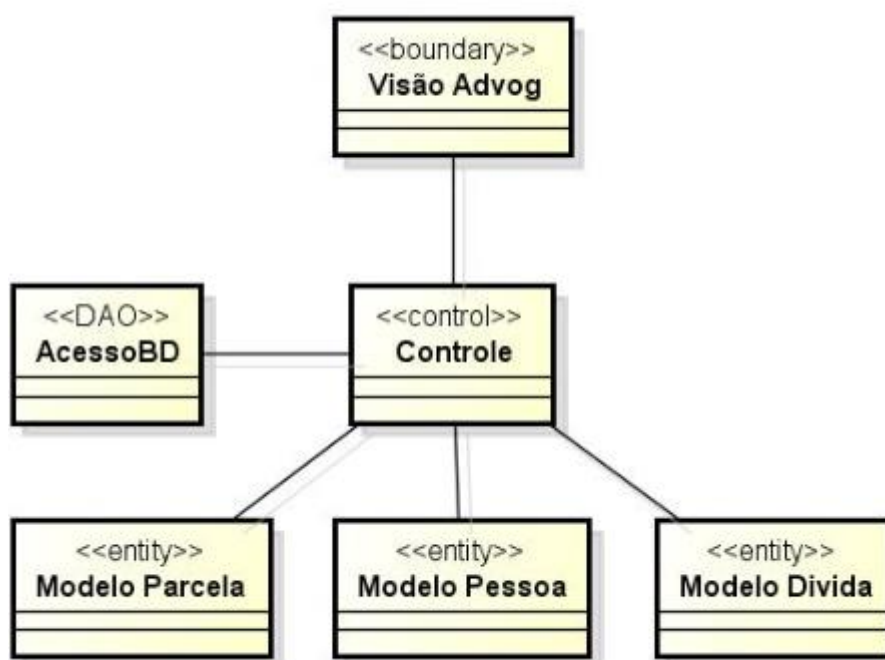 <<boundary>>
Visão Advog
<<DAO>>
AcessoBD
<<control>>
Controle
<<entity>>
Modelo Parcela
<<entity>>
Modelo Pessoa
<<entity>>
Modelo Divida